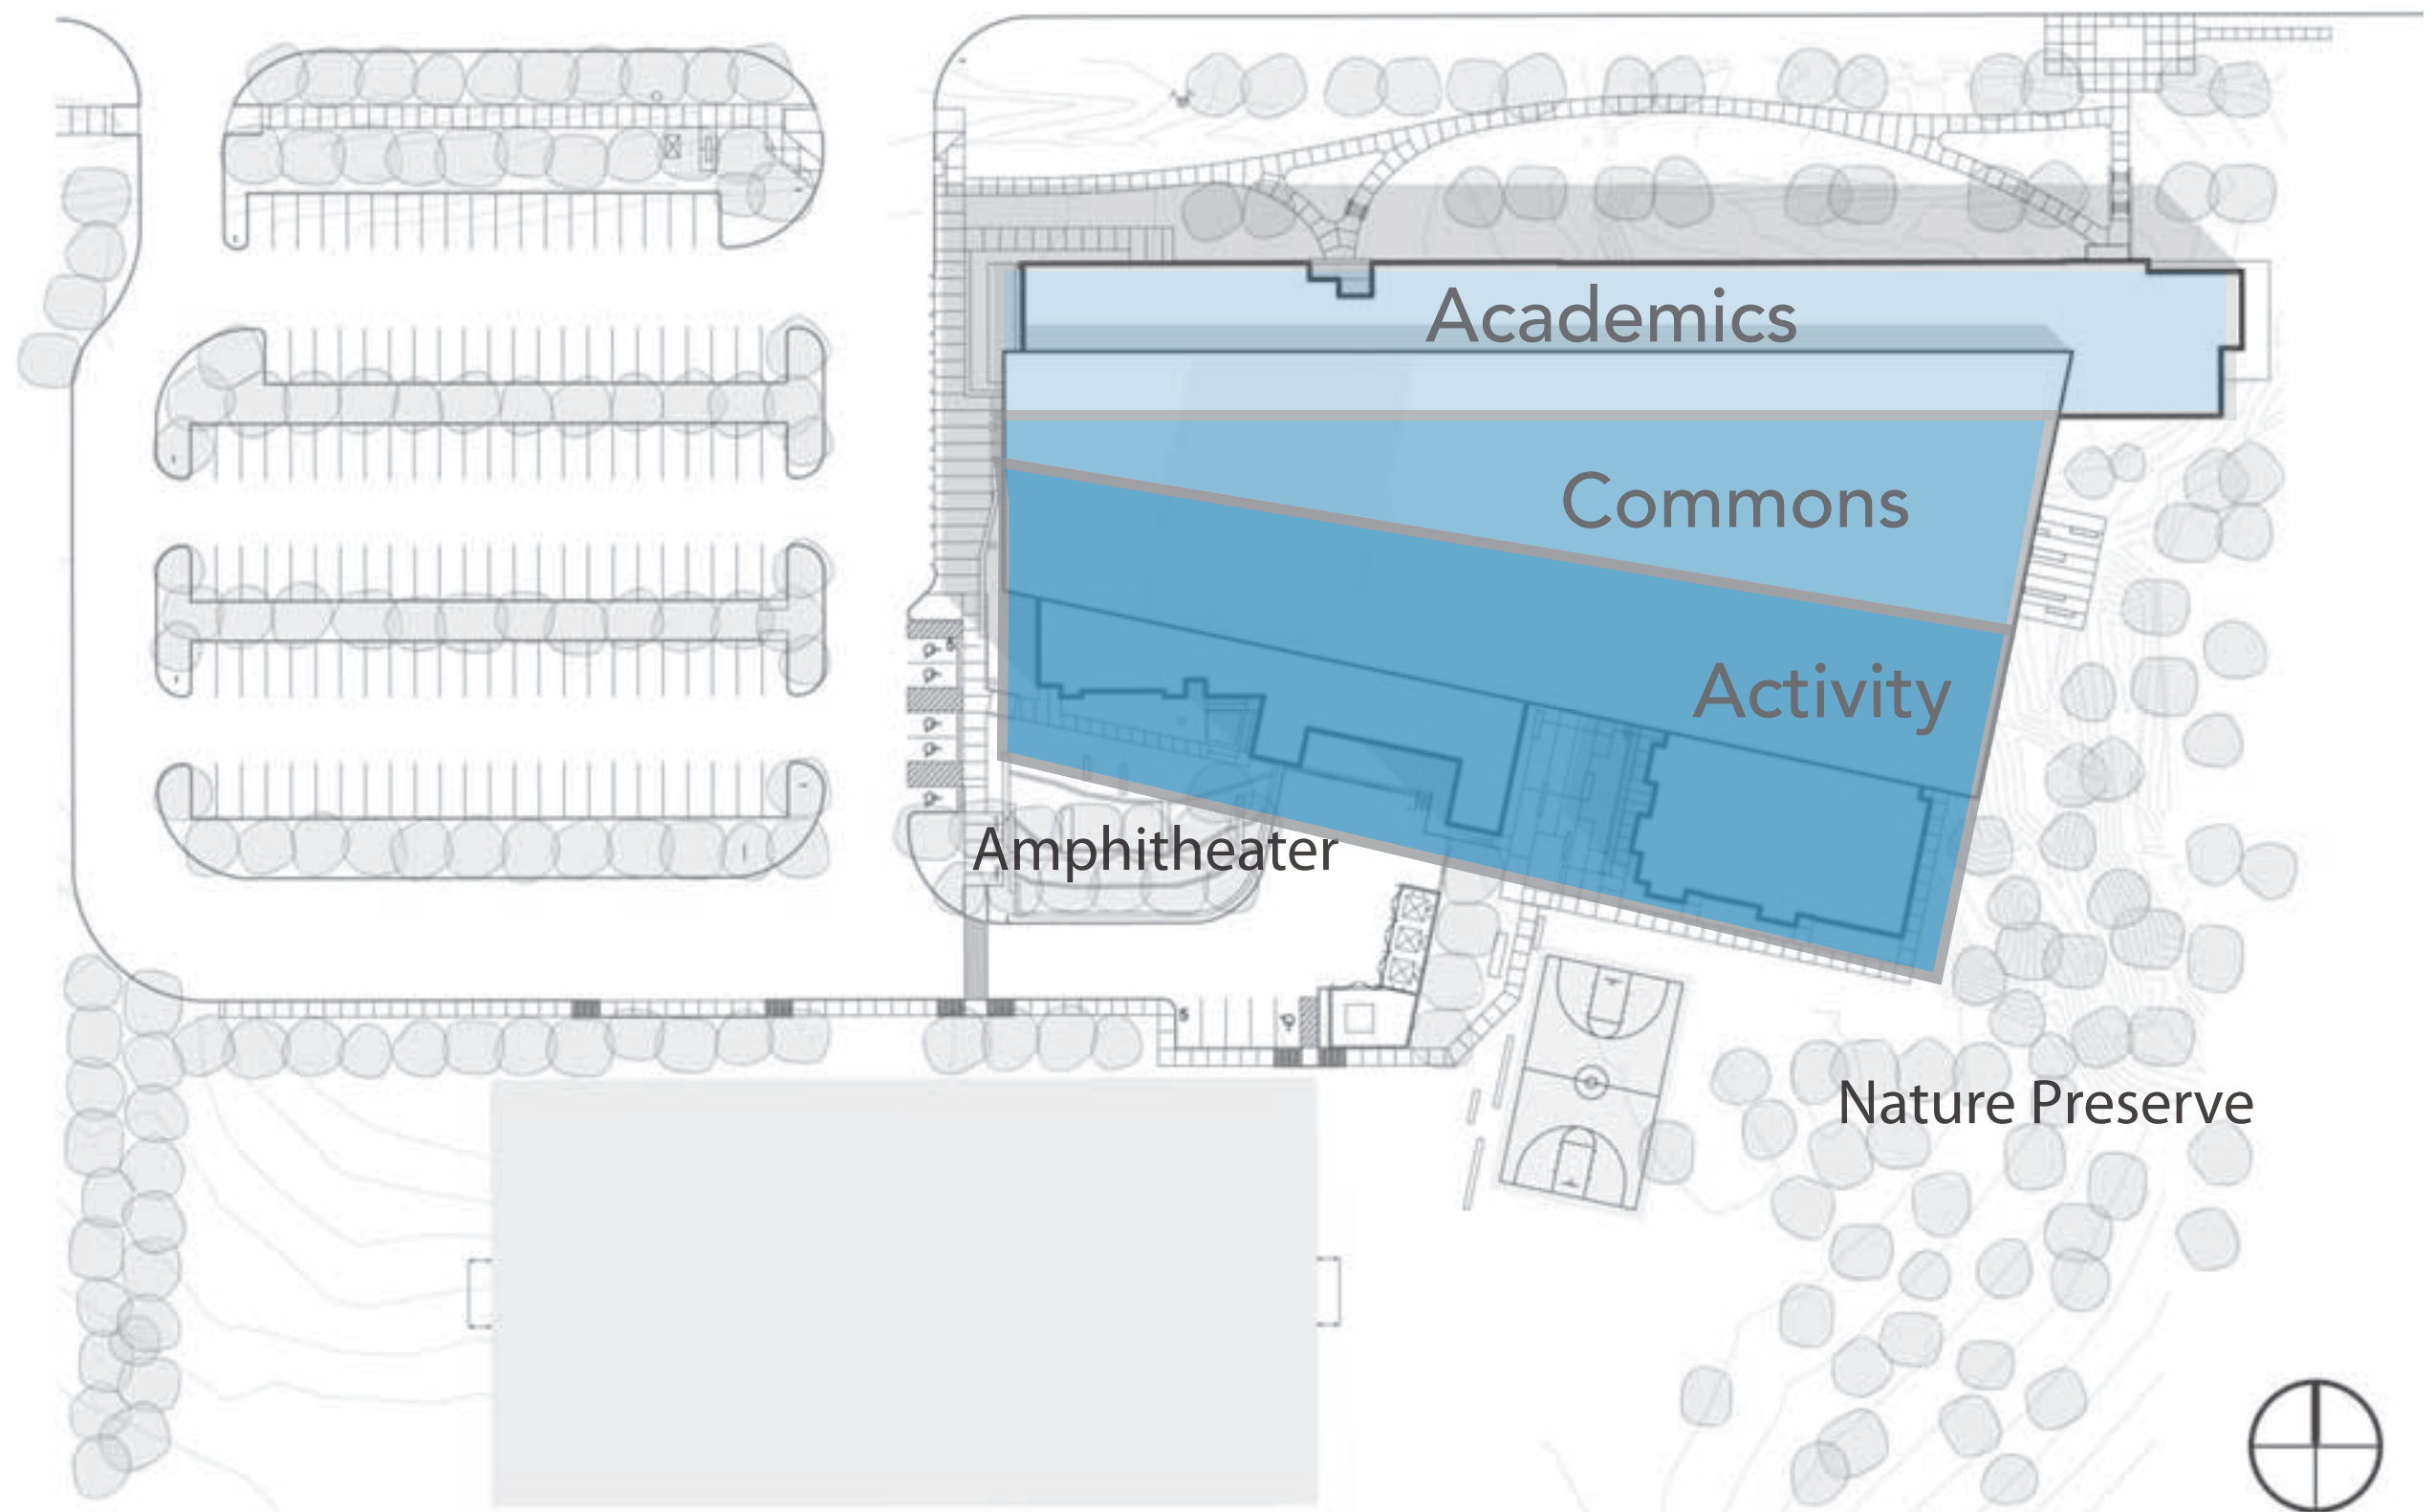 Academics
Commons
Activity
Amphitheater
Nature Preserve